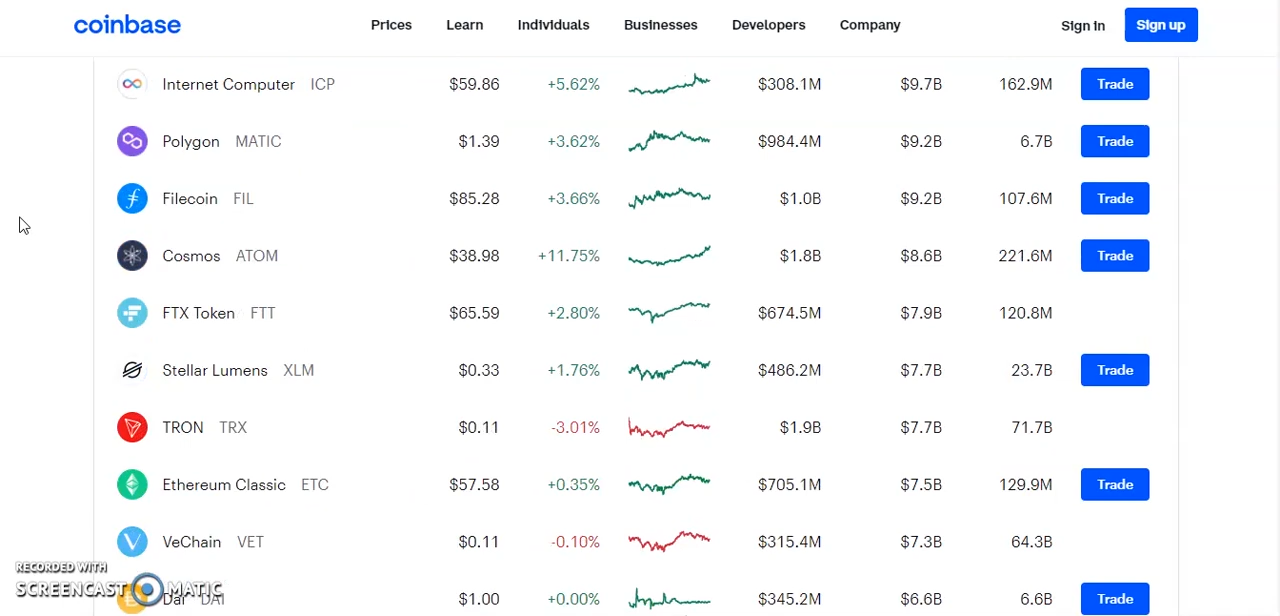 coinbase Prices Learn Individuals Businesses Developers Company Sign in Sign up
Internet Computer ICP $59.86 +5.62% $308.1M $9.7B 162.9M Trade
Polygon MATIC $1.39 +3.62% $984.4M $9.2B 6.7B Trade
Filecoin FIL $85.28 +3.66% $1.0B $9.2B 107.6M Trade
Cosmos ATOM $38.98 +11.75% $1.8B $8.6B 221.6M Trade
FTX Token FTT $65.59 +2.80% $674.5M $7.9B 120.8M
Stellar Lumens XLM $0.33 +1.76% $486.2M $7.7B 23.7B Trade
TRON TRX $0.11 -3.01% $1.9B $7.7B 71.7B
Ethereum Classic ETC $57.58 +0.35% $705.1M $7.5B 129.9M Trade
VeChain VET $0.11 -0.10% $315.4M $7.3B 64.3B
RECORDED WITH
SCREENCAST MATIC
Dai DAI $1.00 +0.00% $345.2M $6.6B 6.6B Trade